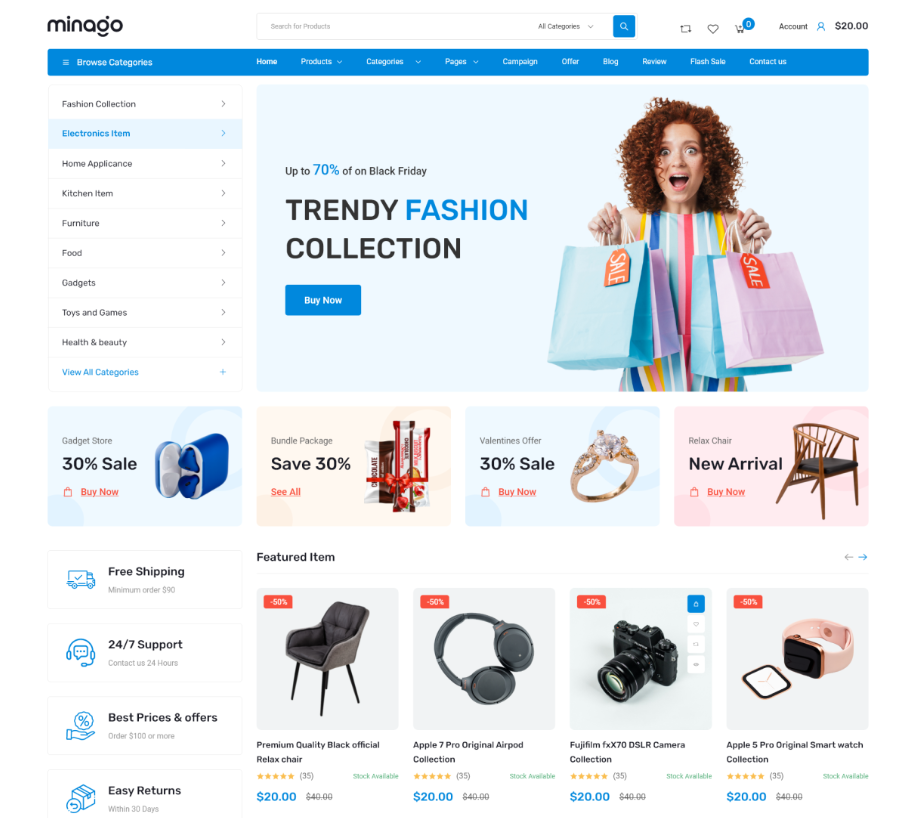 minago
Search for Products
All Categories
0
Account
$20.00
Browse Categories
Home
Products
Categories
Pages
Campaign
Offer
Blog
Review
Flash Sale
Contact us
Fashion Collection
Electronics Item
Home Applicance
Kitchen Item
Furniture
Food
Gadgets
Toys and Games
Health & beauty
View All Categories
Up to 70% of on Black Friday
TRENDY FASHION
COLLECTION
Buy Now
SALE
SALE
Gadget Store
30% Sale
Buy Now
Bundle Package
Save 30%
See All
CHOCOLATE
CHOCOLATE
Valentines Offer
30% Sale
Buy Now
Relax Chair
New Arrival
Buy Now
Free Shipping
Minimum order $90
24/7 Support
Contact us 24 Hours
Best Prices & offers
Order $100 or more
Easy Returns
Within 30 Days
Featured Item
-50%
Premium Quality Black official
Relax chair
(35)
Stock Available
$20.00 $40.00
-50%
Apple 7 Pro Original Airpod
Collection
(35)
Stock Available
$20.00 $40.00
-50%
Fujifilm fxX70 DSLR Camera
Collection
(35)
Stock Available
$20.00 $40.00
-50%
Apple 5 Pro Original Smart watch
Collection
(35)
Stock Available
$20.00 $40.00